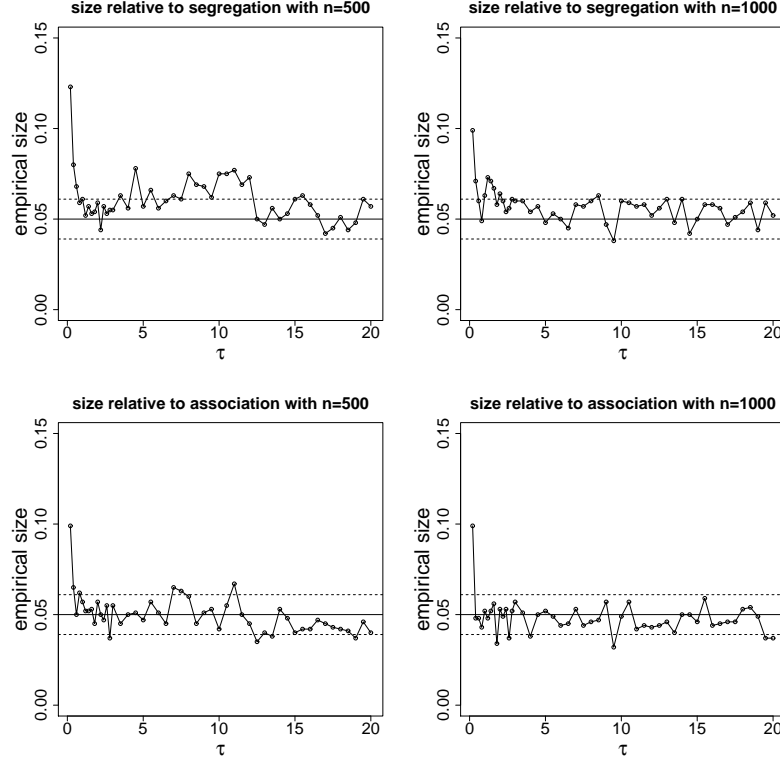 size relative to segregation with n=500
empirical size
0.00 0.05 0.10 0.15
0 5 10 15 20
τ
size relative to segregation with n=1000
empirical size
0.00 0.05 0.10 0.15
0 5 10 15 20
τ
size relative to association with n=500
empirical size
0.00 0.05 0.10 0.15
0 5 10 15 20
τ
size relative to association with n=1000
empirical size
0.00 0.05 0.10 0.15
0 5 10 15 20
τ